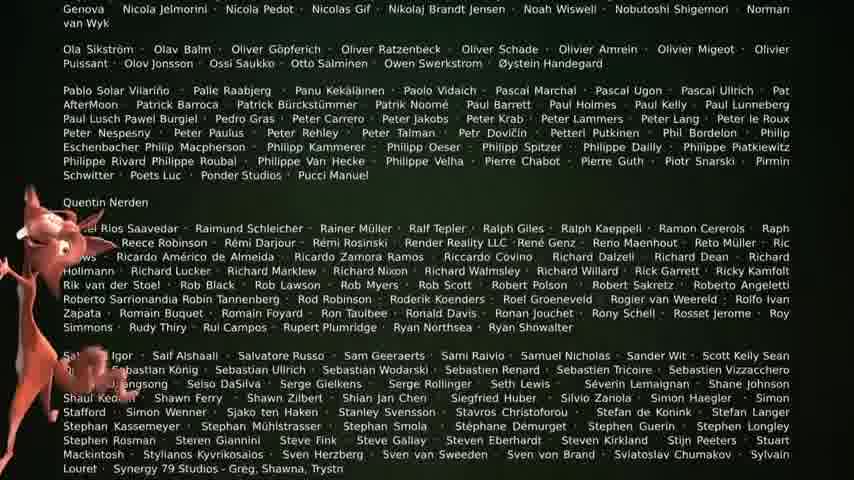 Genova · Nicola Jelmorini · Nicola Pedot · Nicolas Gif · Nikolaj Brandt Jensen · Noah Wiswell · Nobutoshi Shigemori · Norman
van Wyk
Ola Sikström · Olav Balm · Oliver Göpferich · Oliver Ratzenbeck · Oliver Schade · Olivier Amrein · Olivier Migeot · Olivier
Puissant · Olov Jonsson · Ossi Saukko · Otto Salminen · Owen Swerkstrom · Øystein Handegard
Pablo Solar Vilariño · Palle Raabjerg · Panu Kekäläinen · Paolo Vidaich · Pascal Marchal · Pascal Ugon · Pascal Ullrich · Pat
AfterMoon · Patrick Barroca · Patrick Bürckstümmer · Patrik Noomé · Paul Barrett · Paul Holmes · Paul Kelly · Paul Lunneberg
Paul Lusch Pawel Burgiel · Pedro Gras · Peter Carrero · Peter Jakobs · Peter Krab · Peter Lammers · Peter Lang · Peter le Roux
Peter Nespesny · Peter Paulus · Peter Rehley · Peter Talman · Petr Dovičín · Petteri Putkinen · Phil Bordelon · Philip
Eschenbacher Philip Macpherson · Philipp Kammerer · Philipp Oeser · Philipp Spitzer · Philippe Dailly · Philippe Piatkiewitz
Philippe Rivard Philippe Roubal · Philippe Van Hecke · Philippe Velha · Pierre Chabot · Pierre Guth · Piotr Snarski · Pirmin
Schwitter · Poets Luc · Ponder Studios · Pucci Manuel
Quentin Nerden
Rios Saavedar · Raimund Schleicher · Rainer Müller · Ralf Tepler · Ralph Giles · Ralph Kaeppeli · Ramon Cererols · Raph
Reece Robinson · Rémi Darjour · Rémi Rosinski · Render Reality LLC · René Genz · Reno Maenhout · Reto Müller · Ric
Ricardo Américo de Almeida · Ricardo Zamora Ramos · Riccardo Covino · Richard Dalzell · Richard Dean · Richard
Hollmann · Richard Lucker · Richard Marklew · Richard Nixon · Richard Walmsley · Richard Willard · Rick Garrett · Ricky Kamfolt
Rik van der Stoel · Rob Black · Rob Lawson · Rob Myers · Rob Scott · Robert Polson · Robert Sakretz · Roberto Angeletti
Roberto Sarrionandia Robin Tannenberg · Rod Robinson · Roderik Koenders · Roel Groeneveld · Rogier van Weereld · Rolfo Ivan
Zapata · Romain Buquet · Romain Foyard · Ron Taulbee · Ronald Davis · Ronan Jouchet · Rony Schell · Rosset Jerome · Roy
Simmons · Rudy Thiry · Rui Campos · Rupert Plumridge · Ryan Northsea · Ryan Showalter
Igor · Saif Alshaali · Salvatore Russo · Sam Geeraerts · Sami Raivio · Samuel Nicholas · Sander Wit · Scott Kelly Sean
Sebastian König · Sebastian Ullrich · Sebastian Wodarski · Sebastien Renard · Sebastien Tricoire · Sebastien Vizzacchero
Selso DaSilva · Serge Gielkens · Serge Rollinger · Seth Lewis · Séverin Lemaignan · Shane Johnson
Shaul · Shawn Ferry · Shawn Zilbert · Shian Jan Chen · Siegfried Huber · Silvio Zanola · Simon Haegler · Simon
Stafford · Simon Wenner · Sjako ten Haken · Stanley Svensson · Stavros Christoforou · Stefan de Konink · Stefan Langer
Stephan Kassemeyer · Stephan Mühlstrasser · Stephan Smola · Stéphane Démurget · Stephen Guerin · Stephen Longley
Stephen Rosman · Steren Giannini · Steve Fink · Steve Gallay · Steven Eberhardt · Steven Kirkland · Stijn Peeters · Stuart
Mackintosh · Stylianos Kyvrikosaios · Sven Herzberg · Sven van Sweeden · Sven von Brand · Sviatoslav Chumakov · Sylvain
Louret · Synergy 79 Studios - Greg, Shawna, Trystn